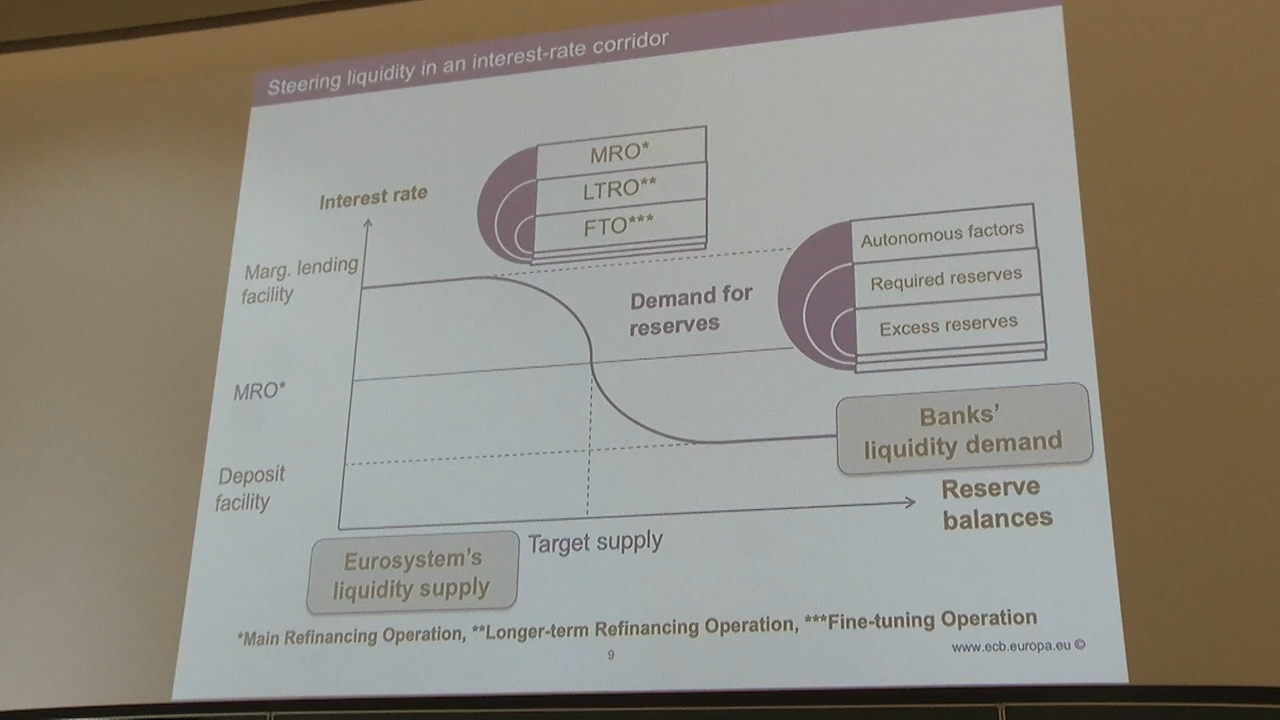 Steering liquidity in an interest-rate corridor
MRO*
LTRO**
FTO***
Interest rate
Autonomous factors
Required reserves
Excess reserves
Marg. lending
facility
Demand for
reserves
MRO*
Banks'
liquidity demand
Deposit
facility
Reserve
balances
Target supply
Eurosystem's
liquidity supply
*Main Refinancing Operation, **Longer-term Refinancing Operation, ***Fine-tuning Operation
9
www.ecb.europa.eu ©